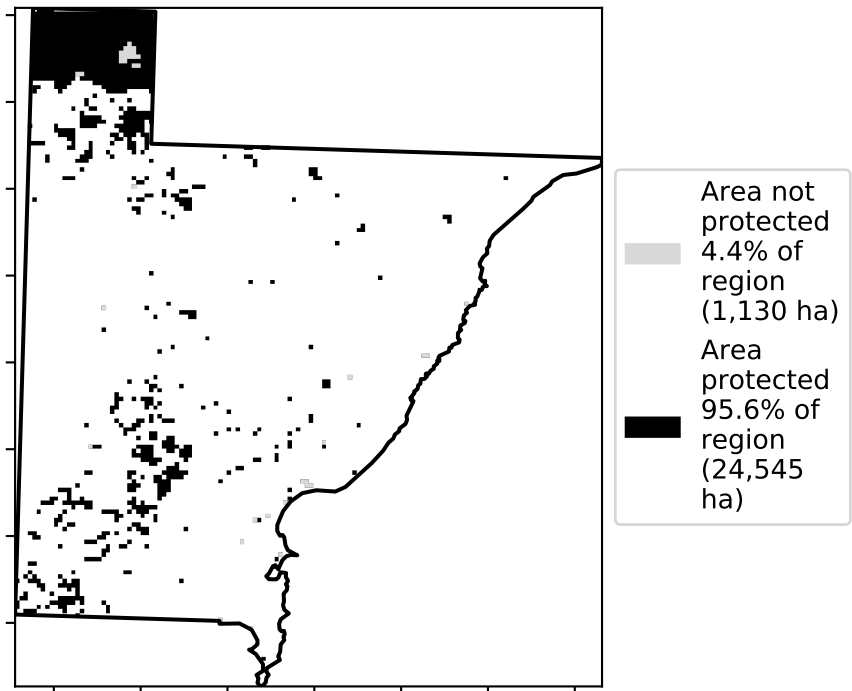 Area not
protected
4.4% of
region
(1,130 ha)
Area
protected
95.6% of
region
(24,545
ha)